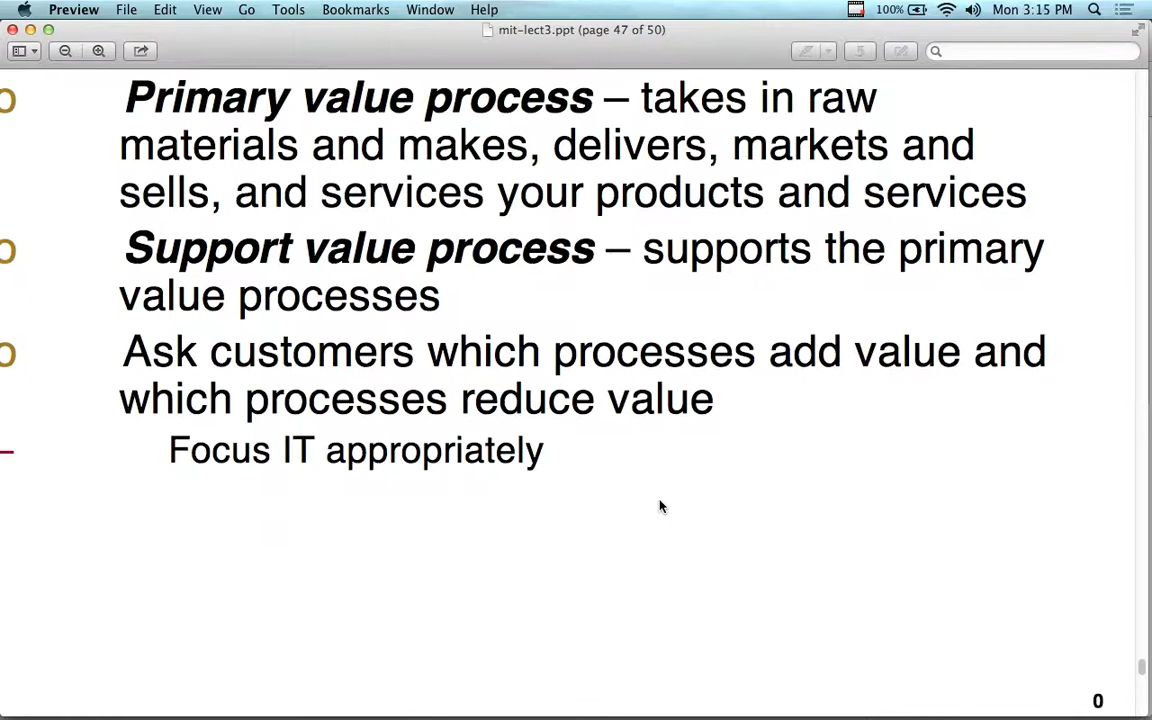 Preview File Edit View Go Tools Bookmarks Window Help 100% Mon 3:15 PM
mit-lect3.ppt (page 47 of 50)
o Primary value process – takes in raw
materials and makes, delivers, markets and
sells, and services your products and services
o Support value process – supports the primary
value processes
o Ask customers which processes add value and
which processes reduce value
– Focus IT appropriately
0